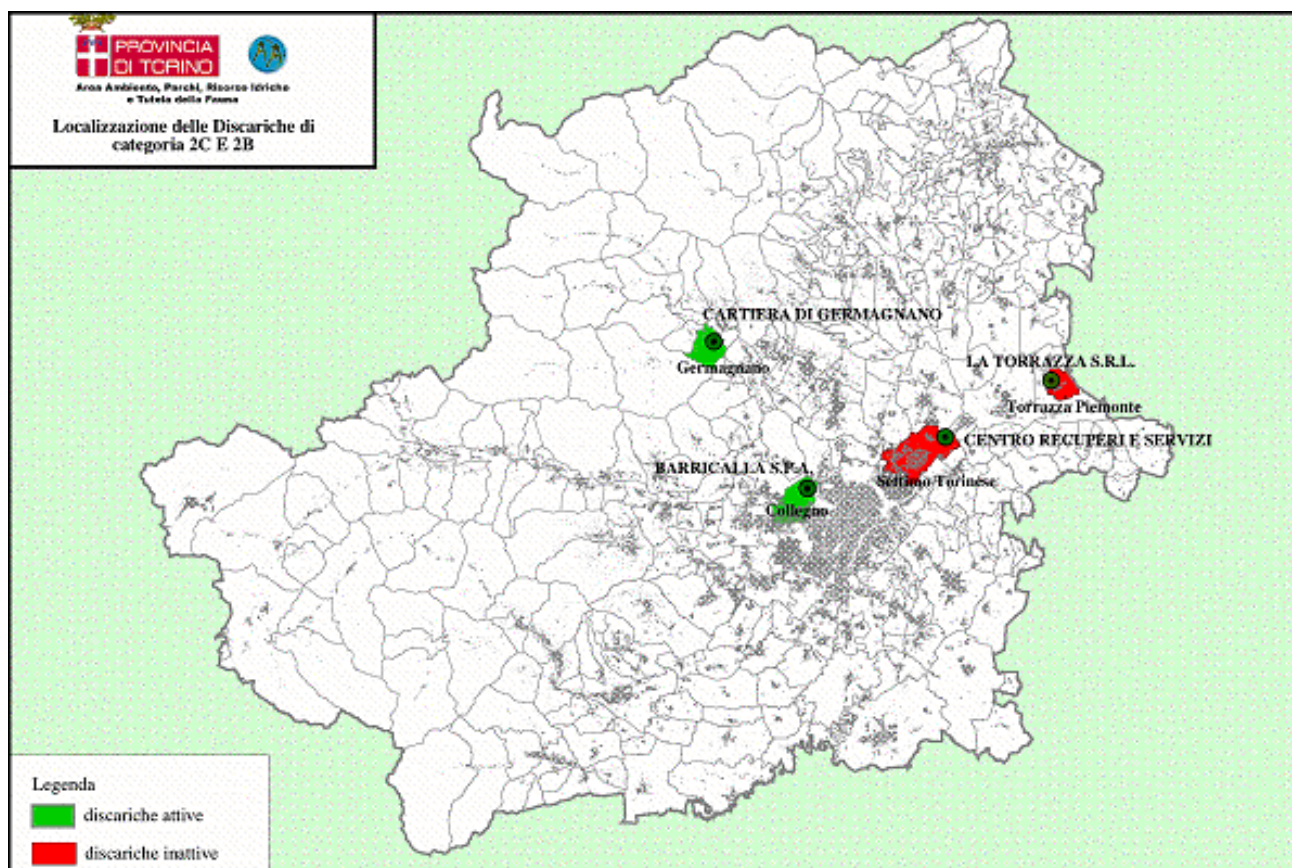 PROVINCIA
DI TORINO
Area Ambiente, Parchi, Risorse Idriche
e Tutela della Fauna
Localizzazione delle Discariche di
categoria 2C E 2B
CARTIERA DI GERMAGNANO
Germagnano
LA TORRAZZA S.R.L.
Torrazza Piemonte
CENTRO RECUPERI E SERVIZI
Settimo Torinese
BARRICALLA S.P.A.
Collegno
Legenda
discariche attive
discariche inattive